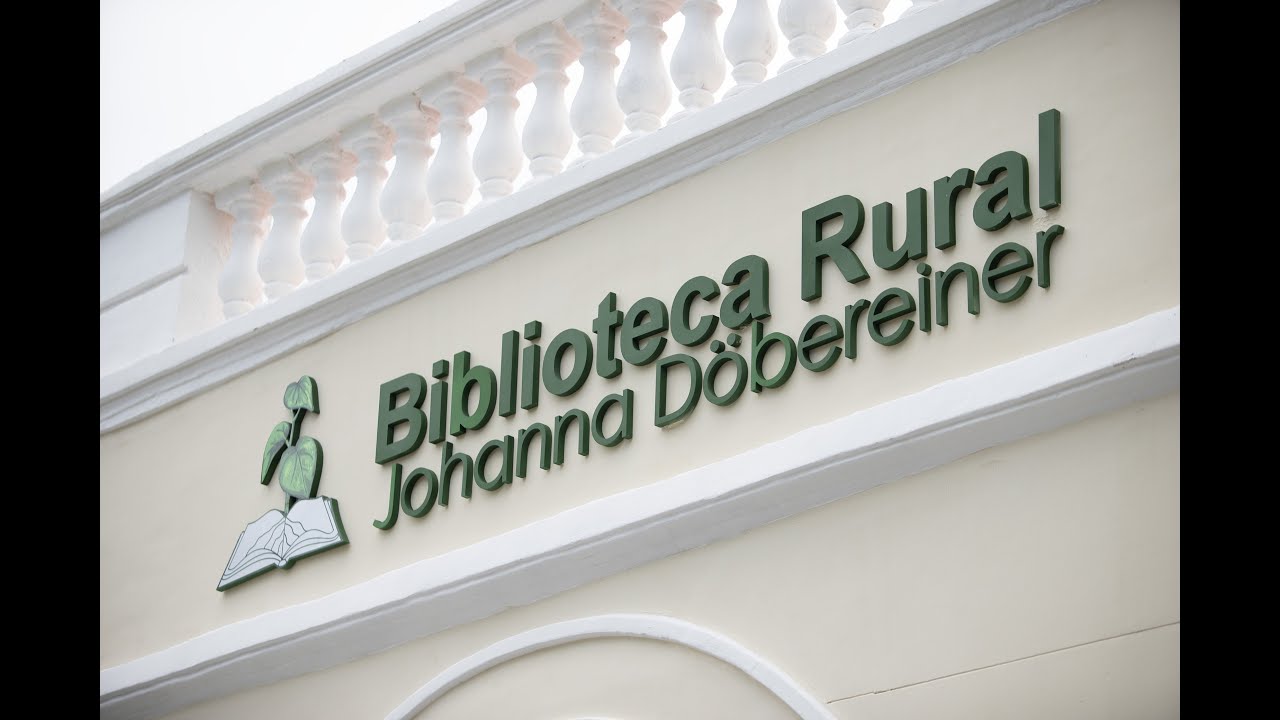 Biblioteca Rural
Johanna Döbereiner